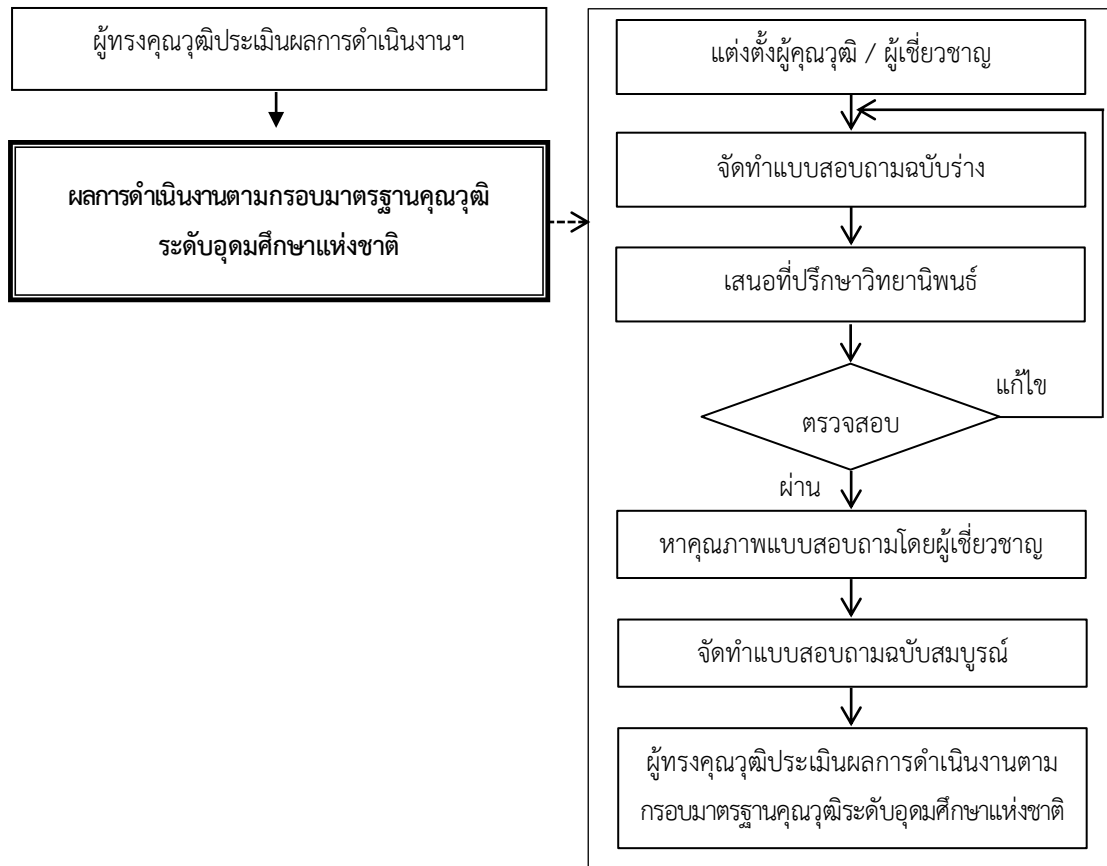 ผู้ทรงคุณวุฒิประเมินผลการดำเนินงานฯ
ผลการดำเนินงานตามกรอบมาตรฐานคุณวุฒิ
ระดับอุดมศึกษาแห่งชาติ
แต่งตั้งผู้คุณวุฒิ / ผู้เชี่ยวชาญ
จัดทำแบบสอบถามฉบับร่าง
เสนอที่ปรึกษาวิทยานิพนธ์
แก้ไข
ตรวจสอบ
ผ่าน
หาคุณภาพแบบสอบถามโดยผู้เชี่ยวชาญ
จัดทำแบบสอบถามฉบับสมบูรณ์
ผู้ทรงคุณวุฒิประเมินผลการดำเนินงานตาม
กรอบมาตรฐานคุณวุฒิระดับอุดมศึกษาแห่งชาติ